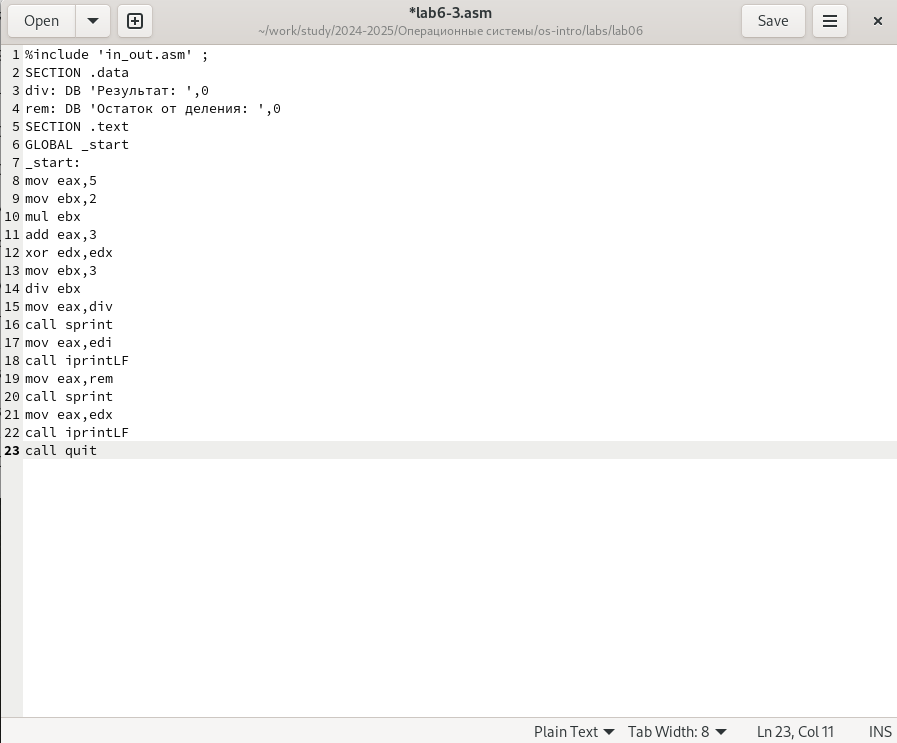 Open
*lab6-3.asm
~/work/study/2024-2025/Операционные системы/os-intro/labs/lab06
Save
1 %include 'in_out.asm' ;
2 SECTION .data
3 div: DB 'Результат: ',0
4 rem: DB 'Остаток от деления: ',0
5 SECTION .text
6 GLOBAL _start
7 _start:
8 mov eax,5
9 mov ebx,2
10 mul ebx
11 add eax,3
12 xor edx,edx
13 mov ebx,3
14 div ebx
15 mov eax,div
16 call sprint
17 mov eax,edi
18 call iprintLF
19 mov eax,rem
20 call sprint
21 mov eax,edx
22 call iprintLF
23 call quit
Plain Text
Tab Width: 8
Ln 23, Col 11
INS